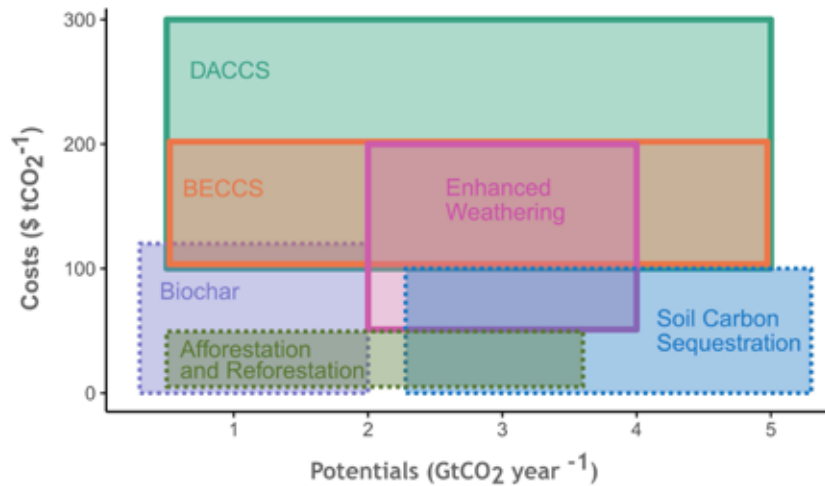 300
DACCS
200
BECCS
Enhanced
Weathering
100
Biochar
Soil Carbon
Sequestration
Afforestation
and Reforestation
0
Costs ($ tCO₂⁻¹)
1 2 3 4 5
Potentials (GtCO₂ year ⁻¹)